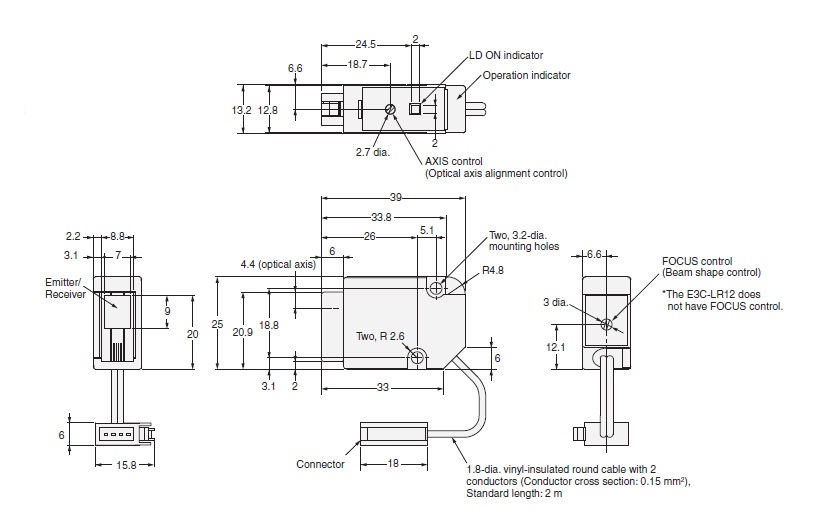 24.5
2
LD ON indicator
18.7
6.6
Operation indicator
13.2
12.8
2
2.7 dia.
AXIS control
(Optical axis alignment control)
39
33.8
26
5.1
Two, 3.2-dia.
mounting holes
2.2
8.8
6
6.6
FOCUS control
(Beam shape control)
3.1
7
4.4 (optical axis)
R4.8
Emitter/
Receiver
*The E3C-LR12 does
not have FOCUS control.
3 dia.
9
20
25
20.9
18.8
Two, R 2.6
6
12.1
3.1
2
33
6
15.8
Connector
18
1.8-dia. vinyl-insulated round cable with 2
conductors (Conductor cross section: 0.15 mm²),
Standard length: 2 m